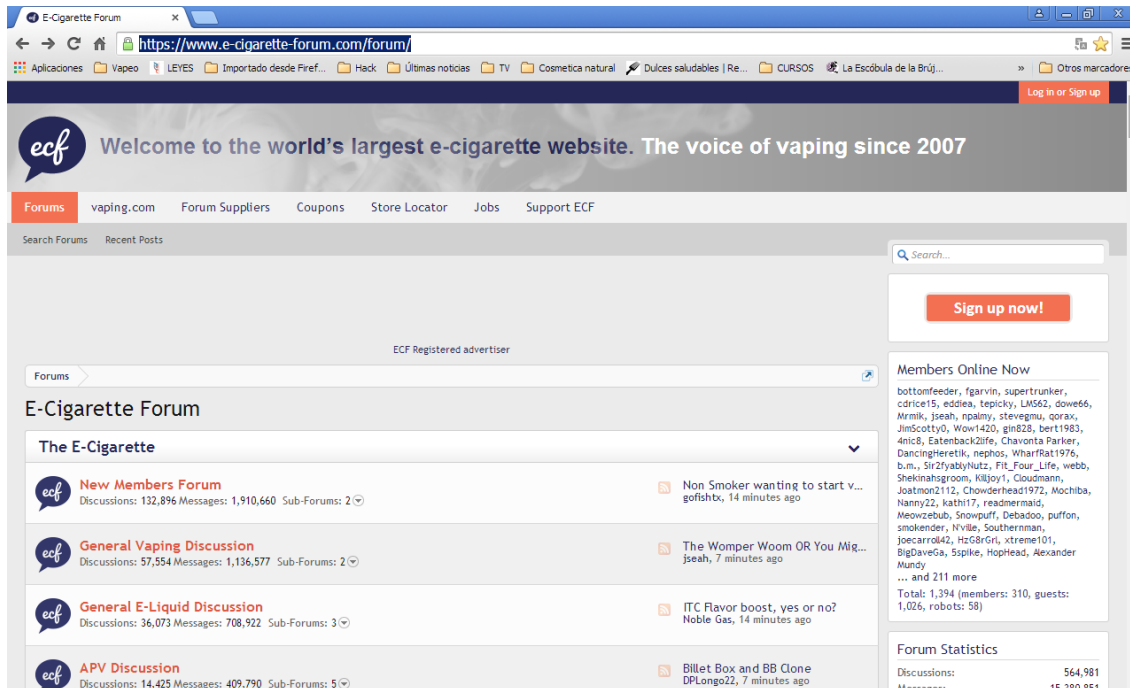 E-Cigarette Forum
https://www.e-cigarette-forum.com/forum/
Aplicaciones Vapeo LEYES Importado desde Firef... Hack Últimas noticias TV Cosmetica natural Dulces saludables | Re... CURSOS La Escóbula de la Brúj... » Otros marcadores
Log in or Sign up
ecf Welcome to the world's largest e-cigarette website. The voice of vaping since 2007
Forums vaping.com Forum Suppliers Coupons Store Locator Jobs Support ECF
Search Forums Recent Posts
Search...
Sign up now!
ECF Registered advertiser
Forums
E-Cigarette Forum
The E-Cigarette
ecf New Members Forum
Discussions: 132,896 Messages: 1,910,660 Sub-Forums: 2
Non Smoker wanting to start v...
gofishtx, 14 minutes ago
ecf General Vaping Discussion
Discussions: 57,554 Messages: 1,136,577 Sub-Forums: 2
The Womper Woom OR You Mig...
jseah, 7 minutes ago
ecf General E-Liquid Discussion
Discussions: 36,073 Messages: 708,922 Sub-Forums: 3
ITC Flavor boost, yes or no?
Noble Gas, 14 minutes ago
ecf APV Discussion
Discussions: 14,425 Messages: 409,790 Sub-Forums: 5
Billet Box and BB Clone
DPLongo22, 7 minutes ago
Members Online Now
bottomfeeder, fgarvin, supertrunker,
cdrice15, eddiea, tepicky, LMS62, dowe66,
Mrmik, jseah, npalmy, stevegmu, qorax,
JimScotty0, Wow1420, gin828, bert1983,
4nic8, Eatenback2life, Chavonta Parker,
DancingHeretik, nephos, WharfRat1976,
b.m., Sir2fyablyNutz, Fit_Four_Life, webb,
Shekinahsgroom, Killjoy1, Cloudmann,
Joatmon2112, Chowderhead1972, Mochiba,
Nanny22, kathi17, readmermaid,
Meowzebub, Snowpuff, Debadoo, puffon,
smokender, N'ville, Southernman,
joecarroll42, HzG8rGrl, xtreme101,
BigDaveGa, 5spike, HopHead, Alexander
Mundy
... and 211 more
Total: 1,394 (members: 310, guests:
1,026, robots: 58)
Forum Statistics
Discussions: 564,981